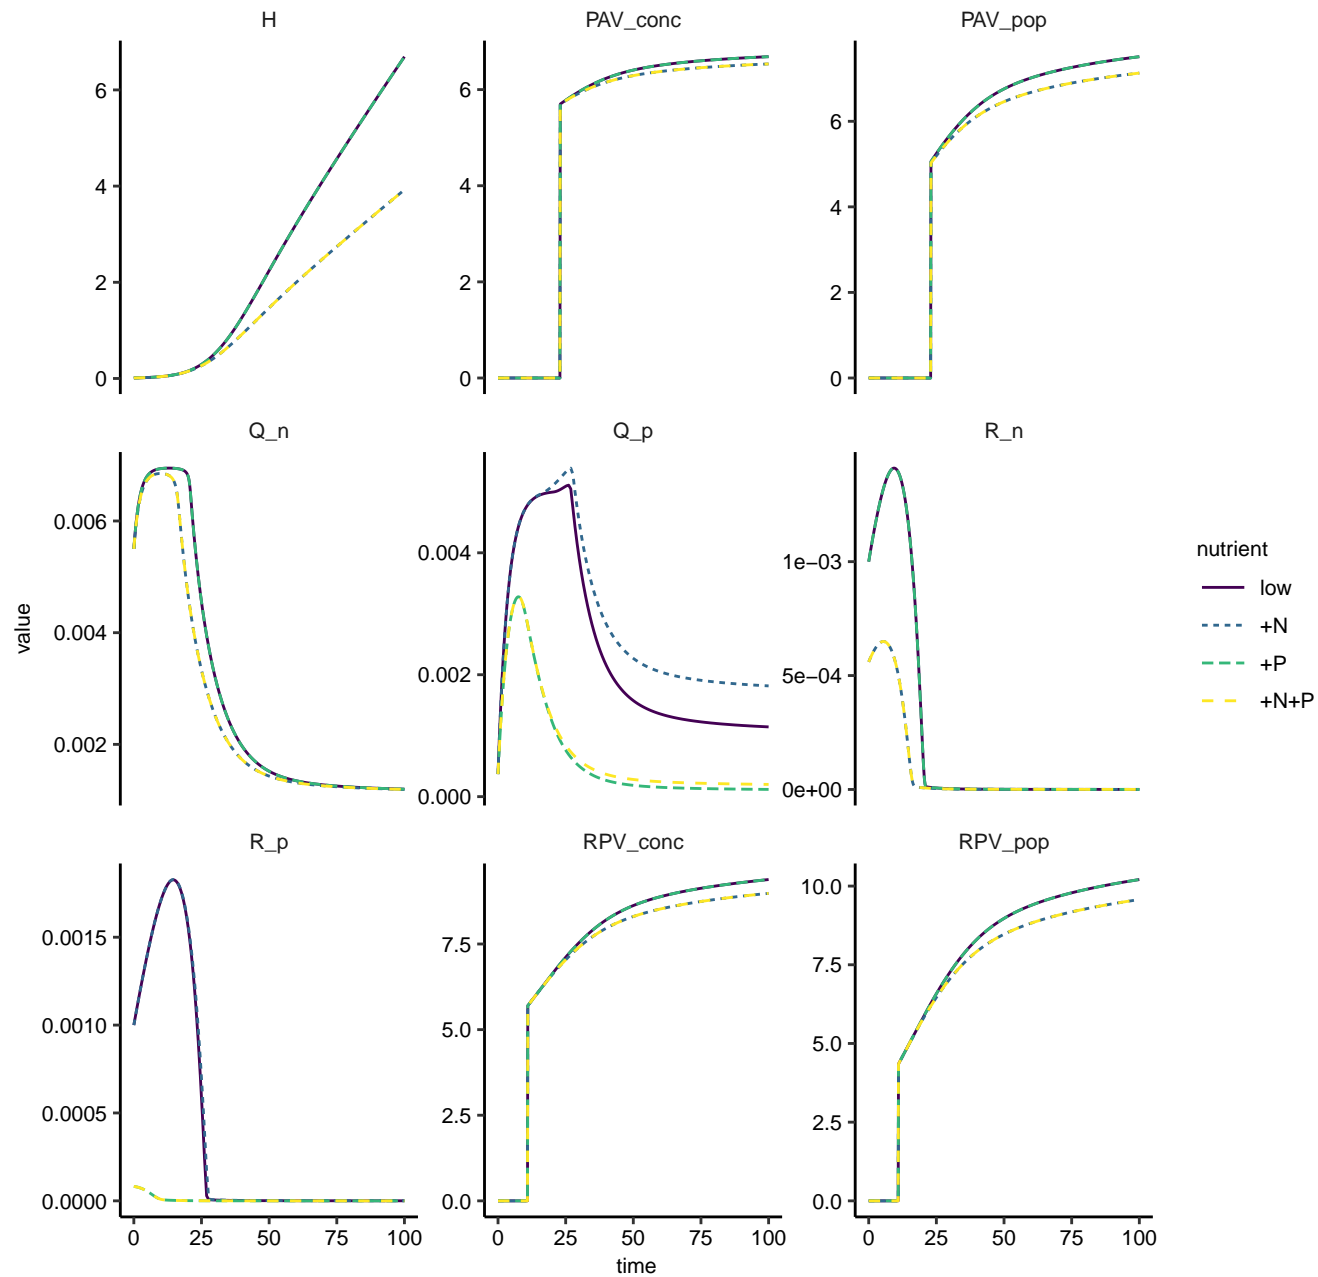 H
PAV_conc
PAV_pop
6
4
2
0
6
4
2
0
6
4
2
0
Q_n
Q_p
R_n
0.006
0.004
0.002
0.004
0.002
0.000
1e−03
5e−04
0e+00
R_p
RPV_conc
RPV_pop
0.0015
0.0010
0.0005
0.0000
7.5
5.0
2.5
0.0
10.0
7.5
5.0
2.5
0.0
0 25 50 75 100
0 25 50 75 100
0 25 50 75 100
time
value
nutrient
low
+N
+P
+N+P